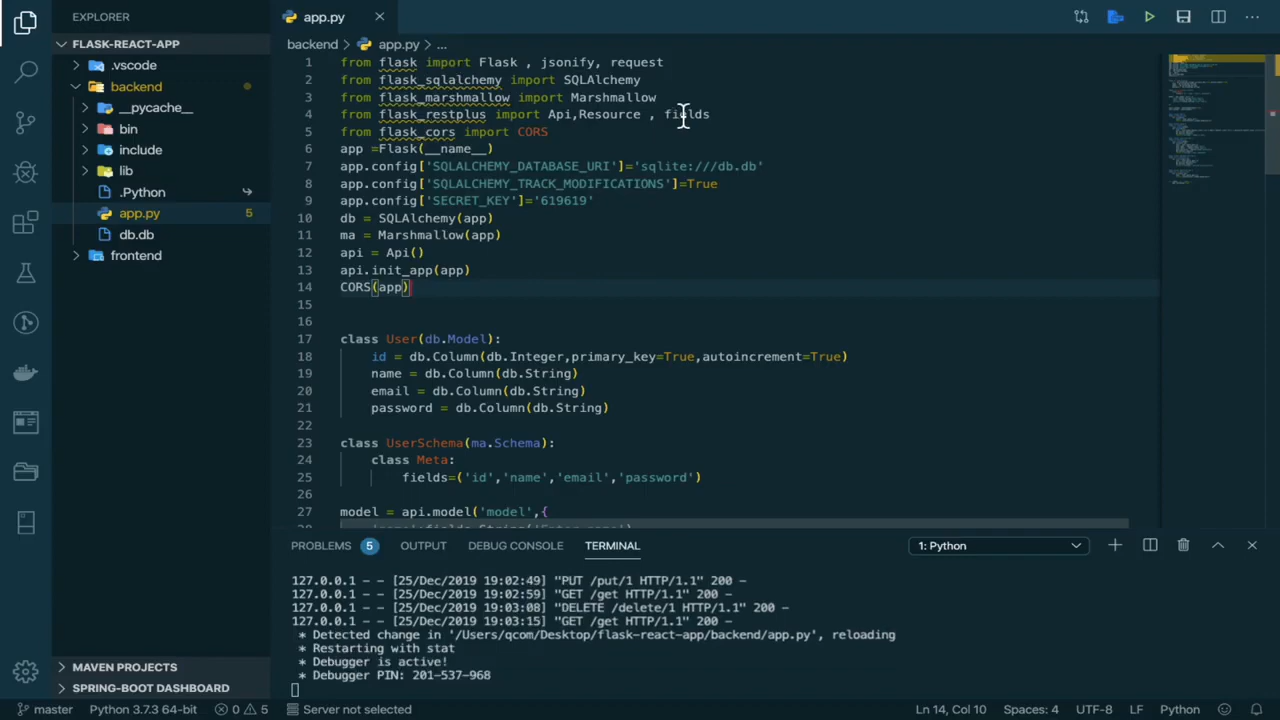 EXPLORER
FLASK-REACT-APP
.vscode
backend
__pycache__
bin
include
lib
.Python
app.py 5
db.db
frontend
MAVEN PROJECTS
SPRING-BOOT DASHBOARD
app.py
backend > app.py > ...
1 from flask import Flask , jsonify, request
2 from flask_sqlalchemy import SQLAlchemy
3 from flask_marshmallow import Marshmallow
4 from flask_restplus import Api,Resource , fields
5 from flask_cors import CORS
6 app =Flask(__name__)
7 app.config['SQLALCHEMY_DATABASE_URI']='sqlite:///db.db'
8 app.config['SQLALCHEMY_TRACK_MODIFICATIONS']=True
9 app.config['SECRET_KEY']='619619'
10 db = SQLAlchemy(app)
11 ma = Marshmallow(app)
12 api = Api()
13 api.init_app(app)
14 CORS(app)
15
16
17 class User(db.Model):
18 id = db.Column(db.Integer,primary_key=True,autoincrement=True)
19 name = db.Column(db.String)
20 email = db.Column(db.String)
21 password = db.Column(db.String)
22
23 class UserSchema(ma.Schema):
24 class Meta:
25 fields=('id','name','email','password')
26
27 model = api.model('model',{
PROBLEMS 5 OUTPUT DEBUG CONSOLE TERMINAL 1: Python
127.0.0.1 - - [25/Dec/2019 19:02:49] "PUT /put/1 HTTP/1.1" 200 -
127.0.0.1 - - [25/Dec/2019 19:02:59] "GET /get HTTP/1.1" 200 -
127.0.0.1 - - [25/Dec/2019 19:03:08] "DELETE /delete/1 HTTP/1.1" 200 -
127.0.0.1 - - [25/Dec/2019 19:03:15] "GET /get HTTP/1.1" 200 -
* Detected change in '/Users/qcom/Desktop/flask-react-app/backend/app.py', reloading
* Restarting with stat
* Debugger is active!
* Debugger PIN: 201-537-968
master Python 3.7.3 64-bit 0 5 Server not selected Ln 14, Col 10 Spaces: 4 UTF-8 LF Python